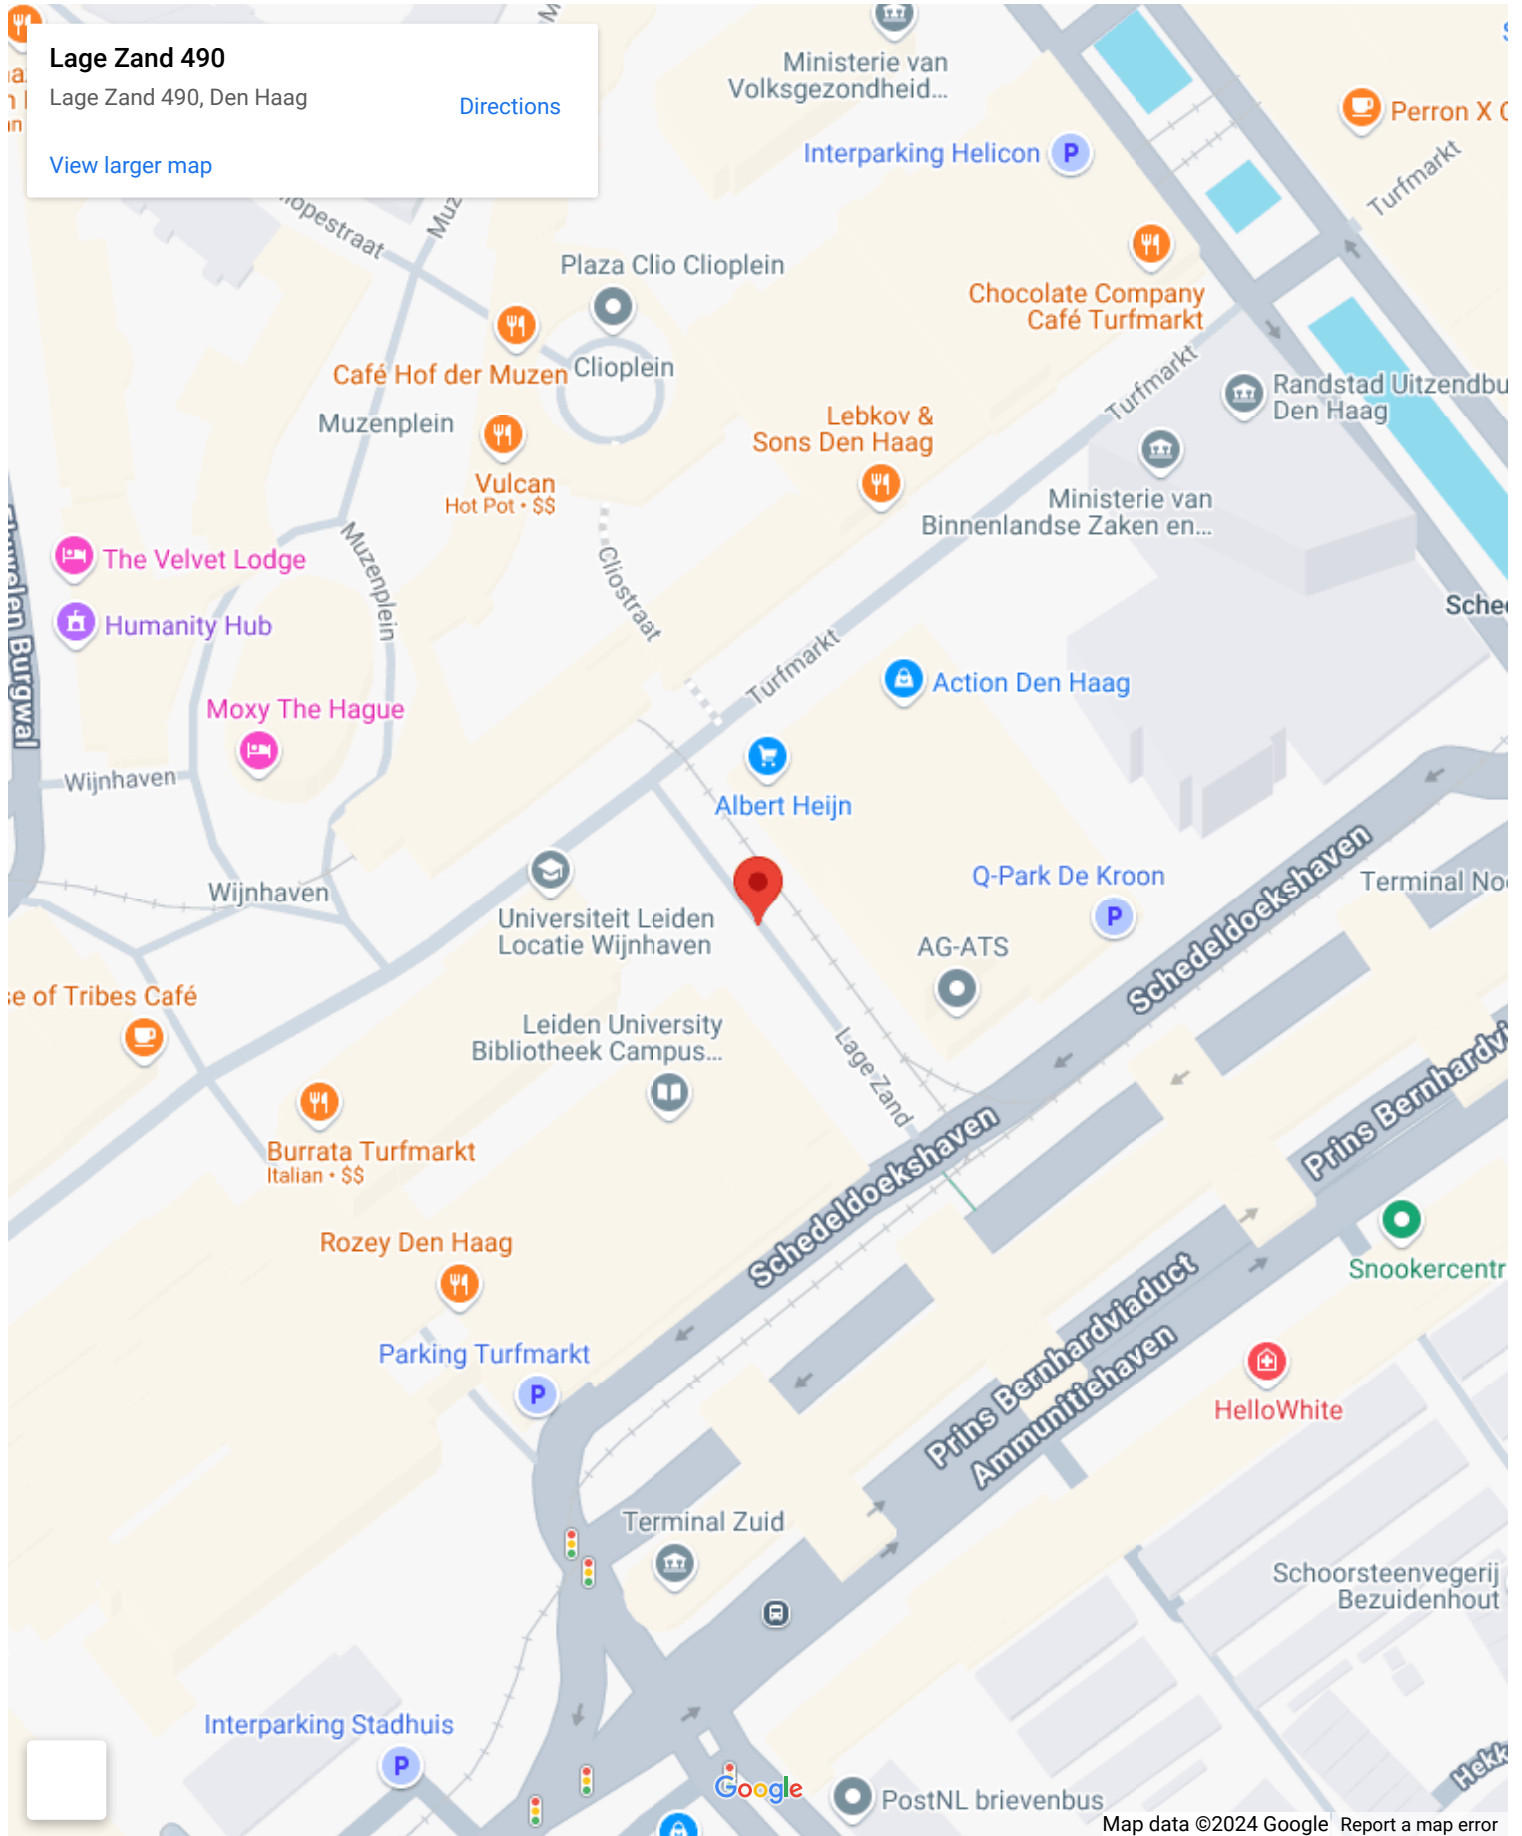 Lage Zand 490
Lage Zand 490, Den Haag
Directions
View larger map
Ministerie van
Volksgezondheid...
Interparking Helicon
P
Perron X
Turfmarkt
Plaza Clio Clioplein
Chocolate Company
Café Turfmarkt
Café Hof der Muzen
Clioplein
Turfmarkt
Randstad
Den Haag
Muzenplein
Lebkov &
Sons Den Haag
Vulcan
Hot Pot • $$
Ministerie van
Binnenlandse Zaken en...
Muzenplein
The Velvet Lodge
Cliostraat
Humanity Hub
Burgwal
Turfmarkt
Action Den Haag
Moxy The Hague
Wijnhaven
Albert Heijn
Wijnhaven
Universiteit Leiden
Locatie Wijnhaven
Q-Park De Kroon
P
Terminal
Schedeldoekshaven
AG-ATS
of Tribes Café
Leiden University
Bibliotheek Campus...
Lage Zand
Prins
Burrata Turfmarkt
Italian • $$
Schedeldoekshaven
Rozey Den Haag
Snookercentr
Parking Turfmarkt
P
Prins Bernhardviaduct
Ammunitiehaven
HelloWhite
Terminal Zuid
Schoorsteenvegerij
Bezuidenhout
Interparking Stadhuis
P
Google
PostNL brievenbus
Map data ©2024 Google
Report a map error